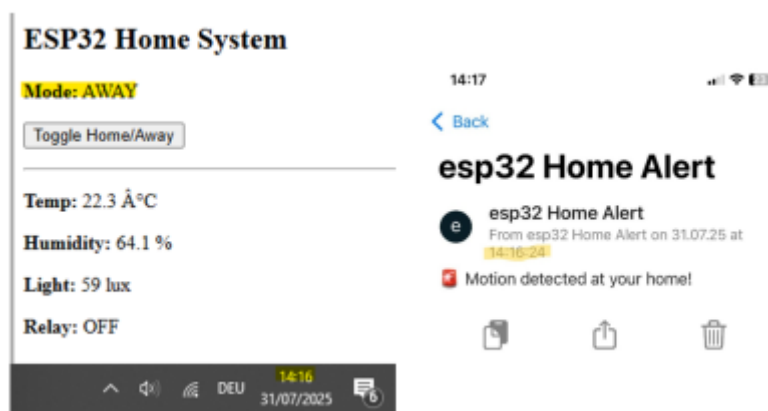 ESP32 Home System
Mode: AWAY
Toggle Home/Away
Temp: 22.3 Â°C
Humidity: 64.1 %
Light: 59 lux
Relay: OFF
DEU
14:16
31/07/2025
6
14:17
Back
esp32 Home Alert
e
esp32 Home Alert
From esp32 Home Alert on 31.07.25 at
14:16:24
Motion detected at your home!